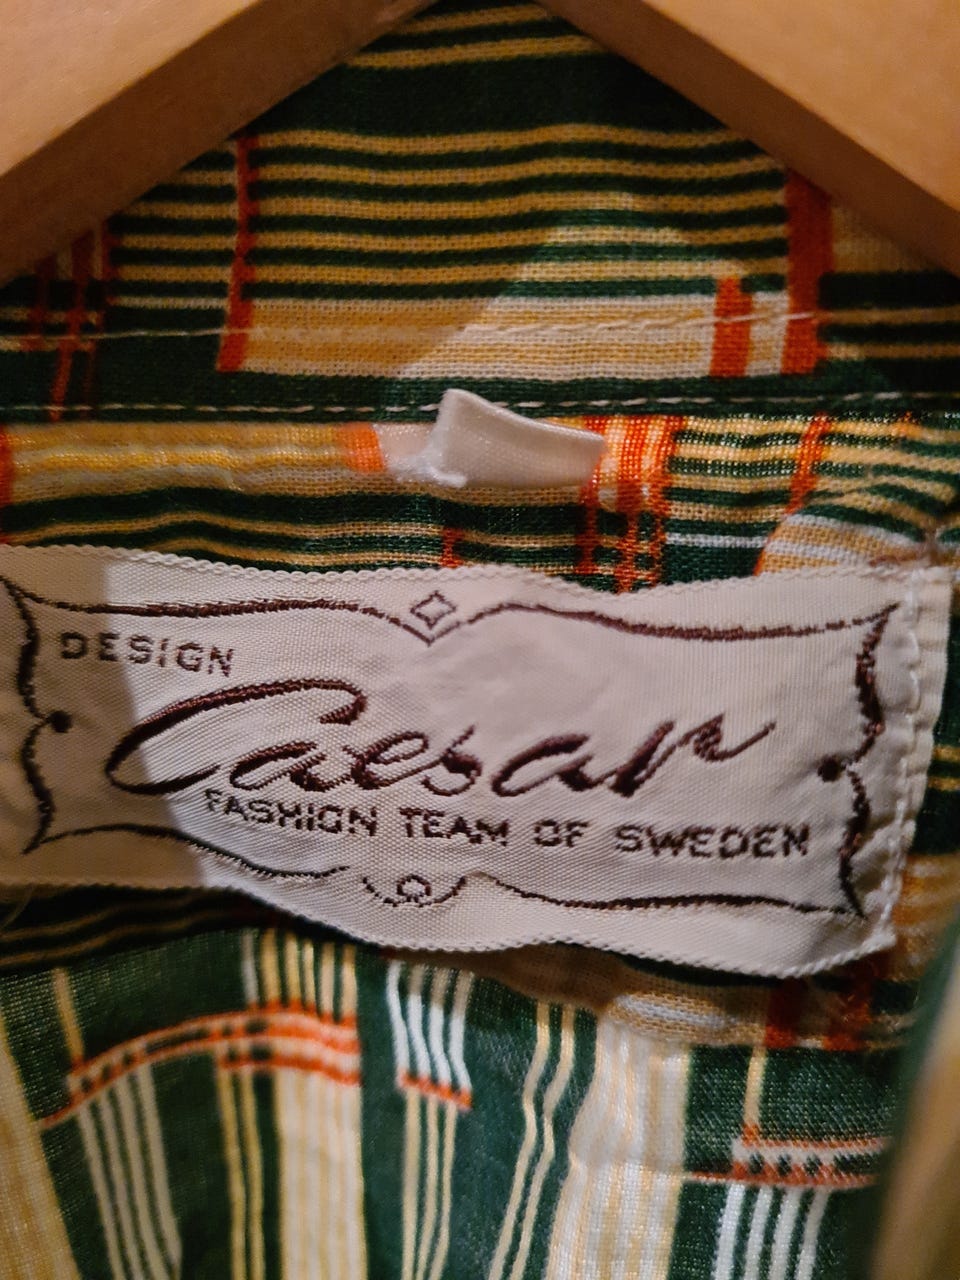 DESIGN
Caesar
FASHION TEAM OF SWEDEN